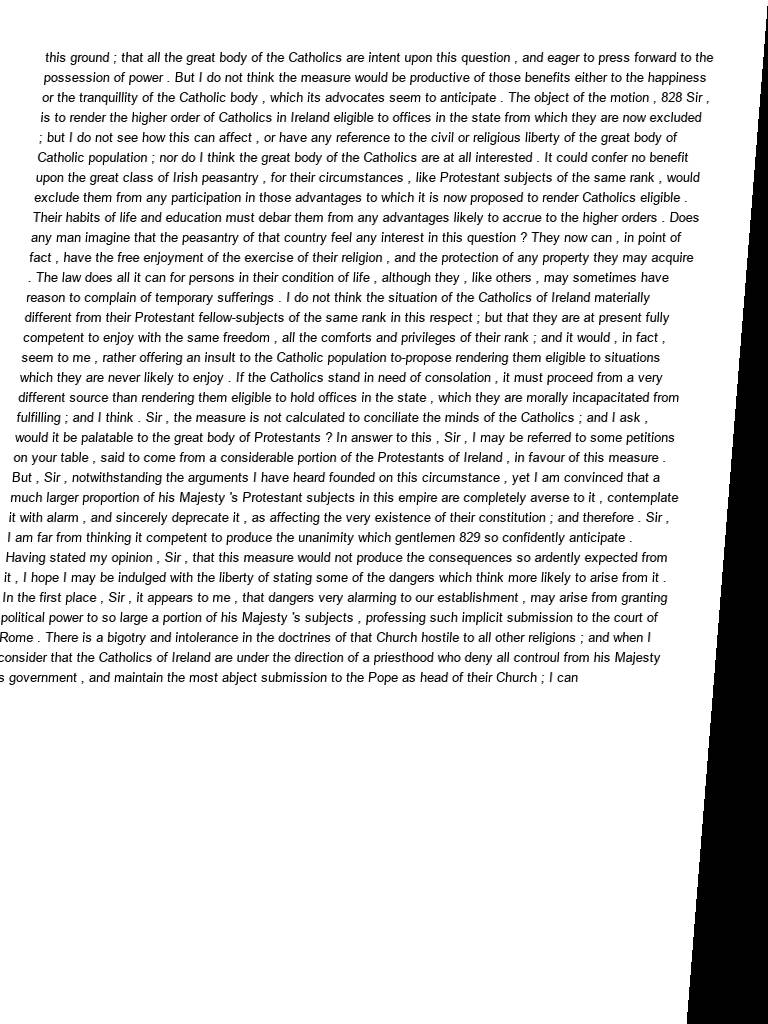 this ground ; that all the great body of the Catholics are intent upon this question , and eager to press forward to the
possession of power . But I do not think the measure would be productive of those benefits either to the happiness
or the tranquillity of the Catholic body , which its advocates seem to anticipate . The object of the motion , 828 Sir ,
is to render the higher order of Catholics in Ireland eligible to offices in the state from which they are now excluded
; but I do not see how this can affect , or have any reference to the civil or religious liberty of the great body of
Catholic population ; nor do I think the great body of the Catholics are at all interested . It could confer no benefit
upon the great class of Irish peasantry , for their circumstances , like Protestant subjects of the same rank , would
exclude them from any participation in those advantages to which it is now proposed to render Catholics eligible .
Their habits of life and education must debar them from any advantages likely to accrue to the higher orders . Does
any man imagine that the peasantry of that country feel any interest in this question ? They now can , in point of
fact , have the free enjoyment of the exercise of their religion , and the protection of any property they may acquire
. The law does all it can for persons in their condition of life , although they , like others , may sometimes have
reason to complain of temporary sufferings . I do not think the situation of the Catholics of Ireland materially
different from their Protestant fellow-subjects of the same rank in this respect ; but that they are at present fully
competent to enjoy with the same freedom , all the comforts and privileges of their rank ; and it would , in fact ,
seem to me , rather offering an insult to the Catholic population to-propose rendering them eligible to situations
which they are never likely to enjoy . If the Catholics stand in need of consolation , it must proceed from a very
different source than rendering them eligible to hold offices in the state , which they are morally incapacitated from
fulfilling ; and I think . Sir , the measure is not calculated to conciliate the minds of the Catholics ; and I ask ,
would it be palatable to the great body of Protestants ? In answer to this , Sir , I may be referred to some petitions
on your table , said to come from a considerable portion of the Protestants of Ireland , in favour of this measure .
But , Sir , notwithstanding the arguments I have heard founded on this circumstance , yet I am convinced that a
much larger proportion of his Majesty 's Protestant subjects in this empire are completely averse to it , contemplate
it with alarm , and sincerely deprecate it , as affecting the very existence of their constitution ; and therefore . Sir ,
I am far from thinking it competent to produce the unanimity which gentlemen 829 so confidently anticipate .
Having stated my opinion , Sir , that this measure would not produce the consequences so ardently expected from
it , I hope I may be indulged with the liberty of stating some of the dangers which think more likely to arise from it .
In the first place , Sir , it appears to me , that dangers very alarming to our establishment , may arise from granting
political power to so large a portion of his Majesty 's subjects , professing such implicit submission to the court of
Rome . There is a bigotry and intolerance in the doctrines of that Church hostile to all other religions ; and when I
consider that the Catholics of Ireland are under the direction of a priesthood who deny all controul from his Majesty
s government , and maintain the most abject submission to the Pope as head of their Church ; I can